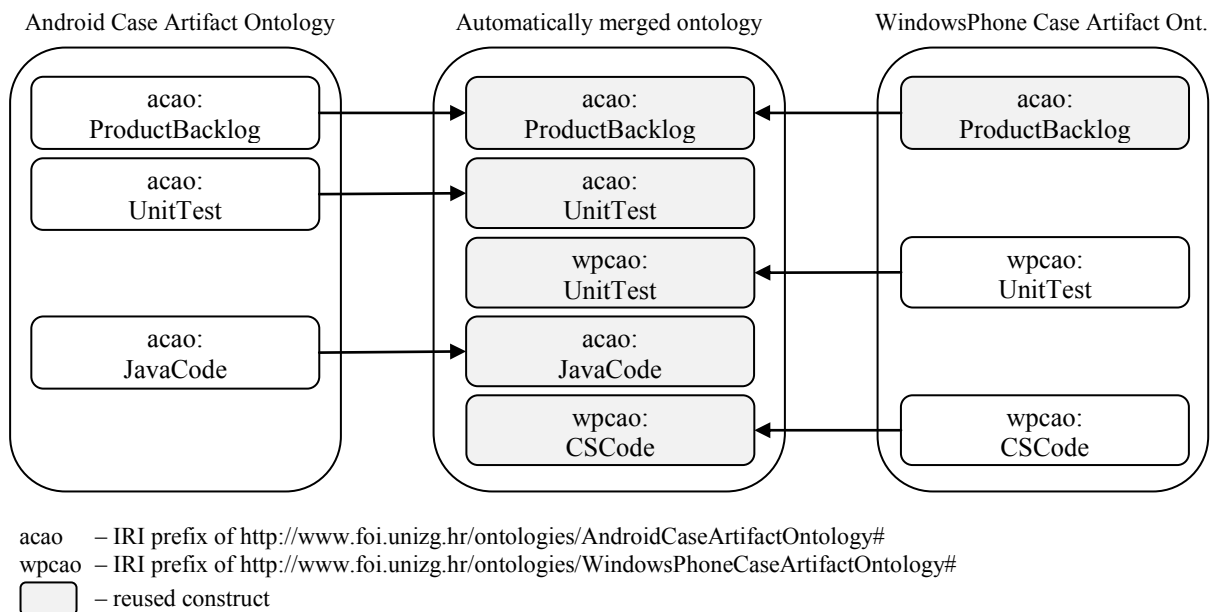 Android Case Artifact Ontology
Automatically merged ontology
WindowsPhone Case Artifact Ont.
acao:
ProductBacklog
acao:
ProductBacklog
acao:
ProductBacklog
acao:
UnitTest
acao:
UnitTest
wpcao:
UnitTest
wpcao:
UnitTest
acao:
JavaCode
acao:
JavaCode
wpcao:
CSCode
wpcao:
CSCode
acao – IRI prefix of http://www.foi.unizg.hr/ontologies/AndroidCaseArtifactOntology#
wpcao – IRI prefix of http://www.foi.unizg.hr/ontologies/WindowsPhoneCaseArtifactOntology#
– reused construct